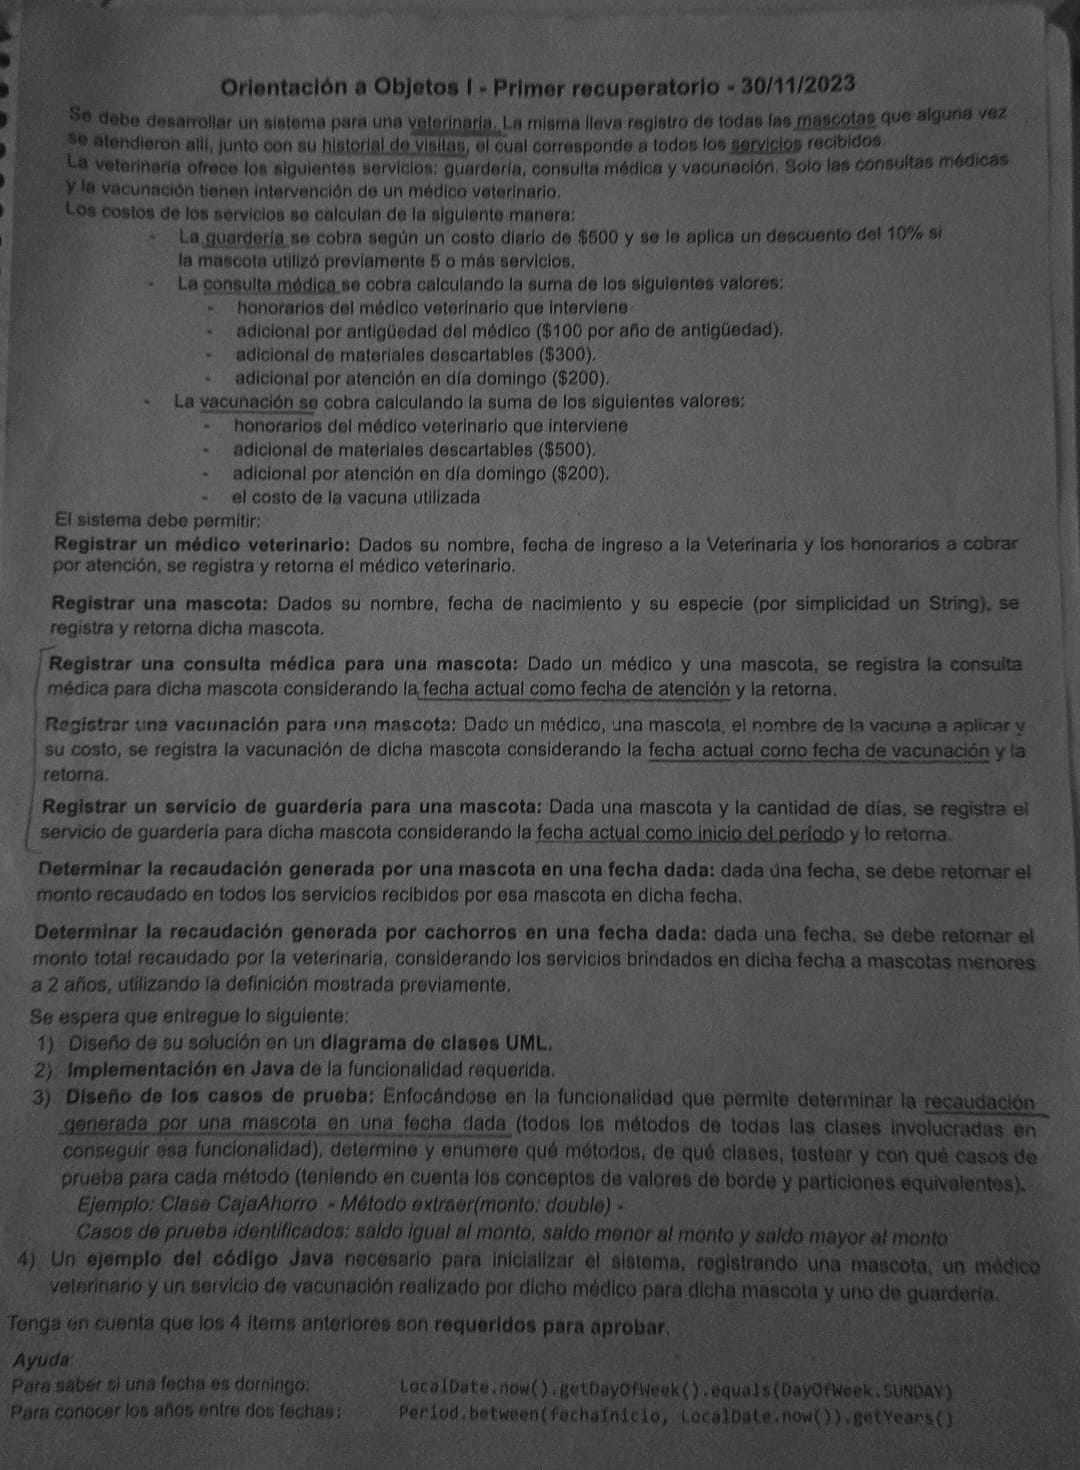 Orientación a Objetos I - Primer recuperatorio - 30/11/2023
Se debe desarrollar un sistema para una veterinaria. La misma lleva registro de todas las mascotas que alguna vez
se atendieron allí, junto con su historial de visitas, el cual corresponde a todos los servicios recibidos.
La veterinaria ofrece los siguientes servicios: guardería, consulta médica y vacunación. Solo las consultas médicas
y la vacunación tienen intervención de un médico veterinario.
Los costos de los servicios se calculan de la siguiente manera:
- La guardería se cobra según un costo diario de $500 y se le aplica un descuento del 10% si
la mascota utilizó previamente 5 o más servicios.
- La consulta médica se cobra calculando la suma de los siguientes valores:
- honorarios del médico veterinario que interviene
- adicional por antigüedad del médico ($100 por año de antigüedad).
- adicional de materiales descartables ($300).
- adicional por atención en día domingo ($200).
- La vacunación se cobra calculando la suma de los siguientes valores:
- honorarios del médico veterinario que interviene
- adicional de materiales descartables ($500).
- adicional por atención en día domingo ($200).
- el costo de la vacuna utilizada
El sistema debe permitir:
Registrar un médico veterinario: Dados su nombre, fecha de ingreso a la Veterinaria y los honorarios a cobrar
por atención, se registra y retorna el médico veterinario.
Registrar una mascota: Dados su nombre, fecha de nacimiento y su especie (por simplicidad un String), se
registra y retorna dicha mascota.
Registrar una consulta médica para una mascota: Dado un médico y una mascota, se registra la consulta
médica para dicha mascota considerando la fecha actual como fecha de atención y la retorna.
Registrar una vacunación para una mascota: Dado un médico, una mascota, el nombre de la vacuna a aplicar y
su costo, se registra la vacunación de dicha mascota considerando la fecha actual como fecha de vacunación y la
retorna.
Registrar un servicio de guardería para una mascota: Dada una mascota y la cantidad de días, se registra el
servicio de guardería para dicha mascota considerando la fecha actual como inicio del período y lo retorna.
Determinar la recaudación generada por una mascota en una fecha dada: dada una fecha, se debe retornar el
monto recaudado en todos los servicios recibidos por esa mascota en dicha fecha.
Determinar la recaudación generada por cachorros en una fecha dada: dada una fecha, se debe retornar el
monto total recaudado por la veterinaria, considerando los servicios brindados en dicha fecha a mascotas menores
a 2 años, utilizando la definición mostrada previamente.
Se espera que entregue lo siguiente:
1) Diseño de su solución en un diagrama de clases UML.
2) Implementación en Java de la funcionalidad requerida.
3) Diseño de los casos de prueba: Enfocándose en la funcionalidad que permite determinar la recaudación
generada por una mascota en una fecha dada (todos los métodos de todas las clases involucradas en
conseguir esa funcionalidad), determine y enumere qué métodos, de qué clases, testear y con qué casos de
prueba para cada método (teniendo en cuenta los conceptos de valores de borde y particiones equivalentes).
Ejemplo: Clase CajaAhorro - Método extraer(monto: double) -
Casos de prueba identificados: saldo igual al monto, saldo menor al monto y saldo mayor al monto
4) Un ejemplo del código Java necesario para inicializar el sistema, registrando una mascota, un médico
veterinario y un servicio de vacunación realizado por dicho médico para dicha mascota y uno de guardería.
Tenga en cuenta que los 4 ítems anteriores son requeridos para aprobar.
Ayuda:
Para saber si una fecha es domingo: LocalDate.now().getDayOfWeek().equals(DayOfWeek.SUNDAY)
Para conocer los años entre dos fechas: Period.between(fechaInicio, LocalDate.now()).getYears()